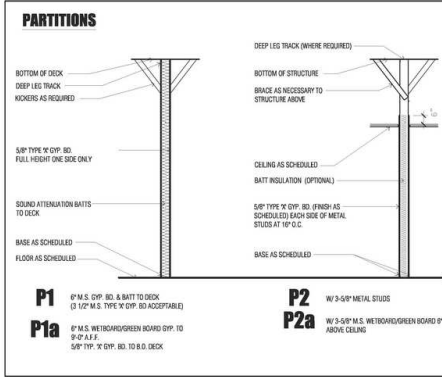 PARTITIONS
BOTTOM OF DECK
DEEP LEG TRACK
KICKERS AS REQUIRED
5/8" TYPE 'X' GYP. BD.
FULL HEIGHT ONE SIDE ONLY
SOUND ATTENUATION BATTS
TO DECK
BASE AS SCHEDULED
FLOOR AS SCHEDULED
P1
6" M.S. GYP. BD. & BATT TO DECK
(3 1/2" M.S. TYPE 'X' GYP. BD ACCEPTABLE)
P1a
6" M.S. WETBOARD/GREEN BOARD GYP. TO
9'-0" A.F.F.
5/8" TYP. 'X' GYP. BD. TO B.O. DECK
DEEP LEG TRACK (WHERE REQUIRED)
BOTTOM OF STRUCTURE
BRACE AS NECESSARY TO
STRUCTURE ABOVE
CEILING AS SCHEDULED
BATT INSULATION (OPTIONAL)
5/8" TYPE 'X' GYP. BD. (FINISH AS
SCHEDULED) EACH SIDE OF METAL
STUDS AT 16" O.C.
BASE AS SCHEDULED
P2
W/ 3-5/8" METAL STUDS
P2a
W/ 3-5/8" M.S. WETBOARD/GREEN BOARD 6"
ABOVE CEILING